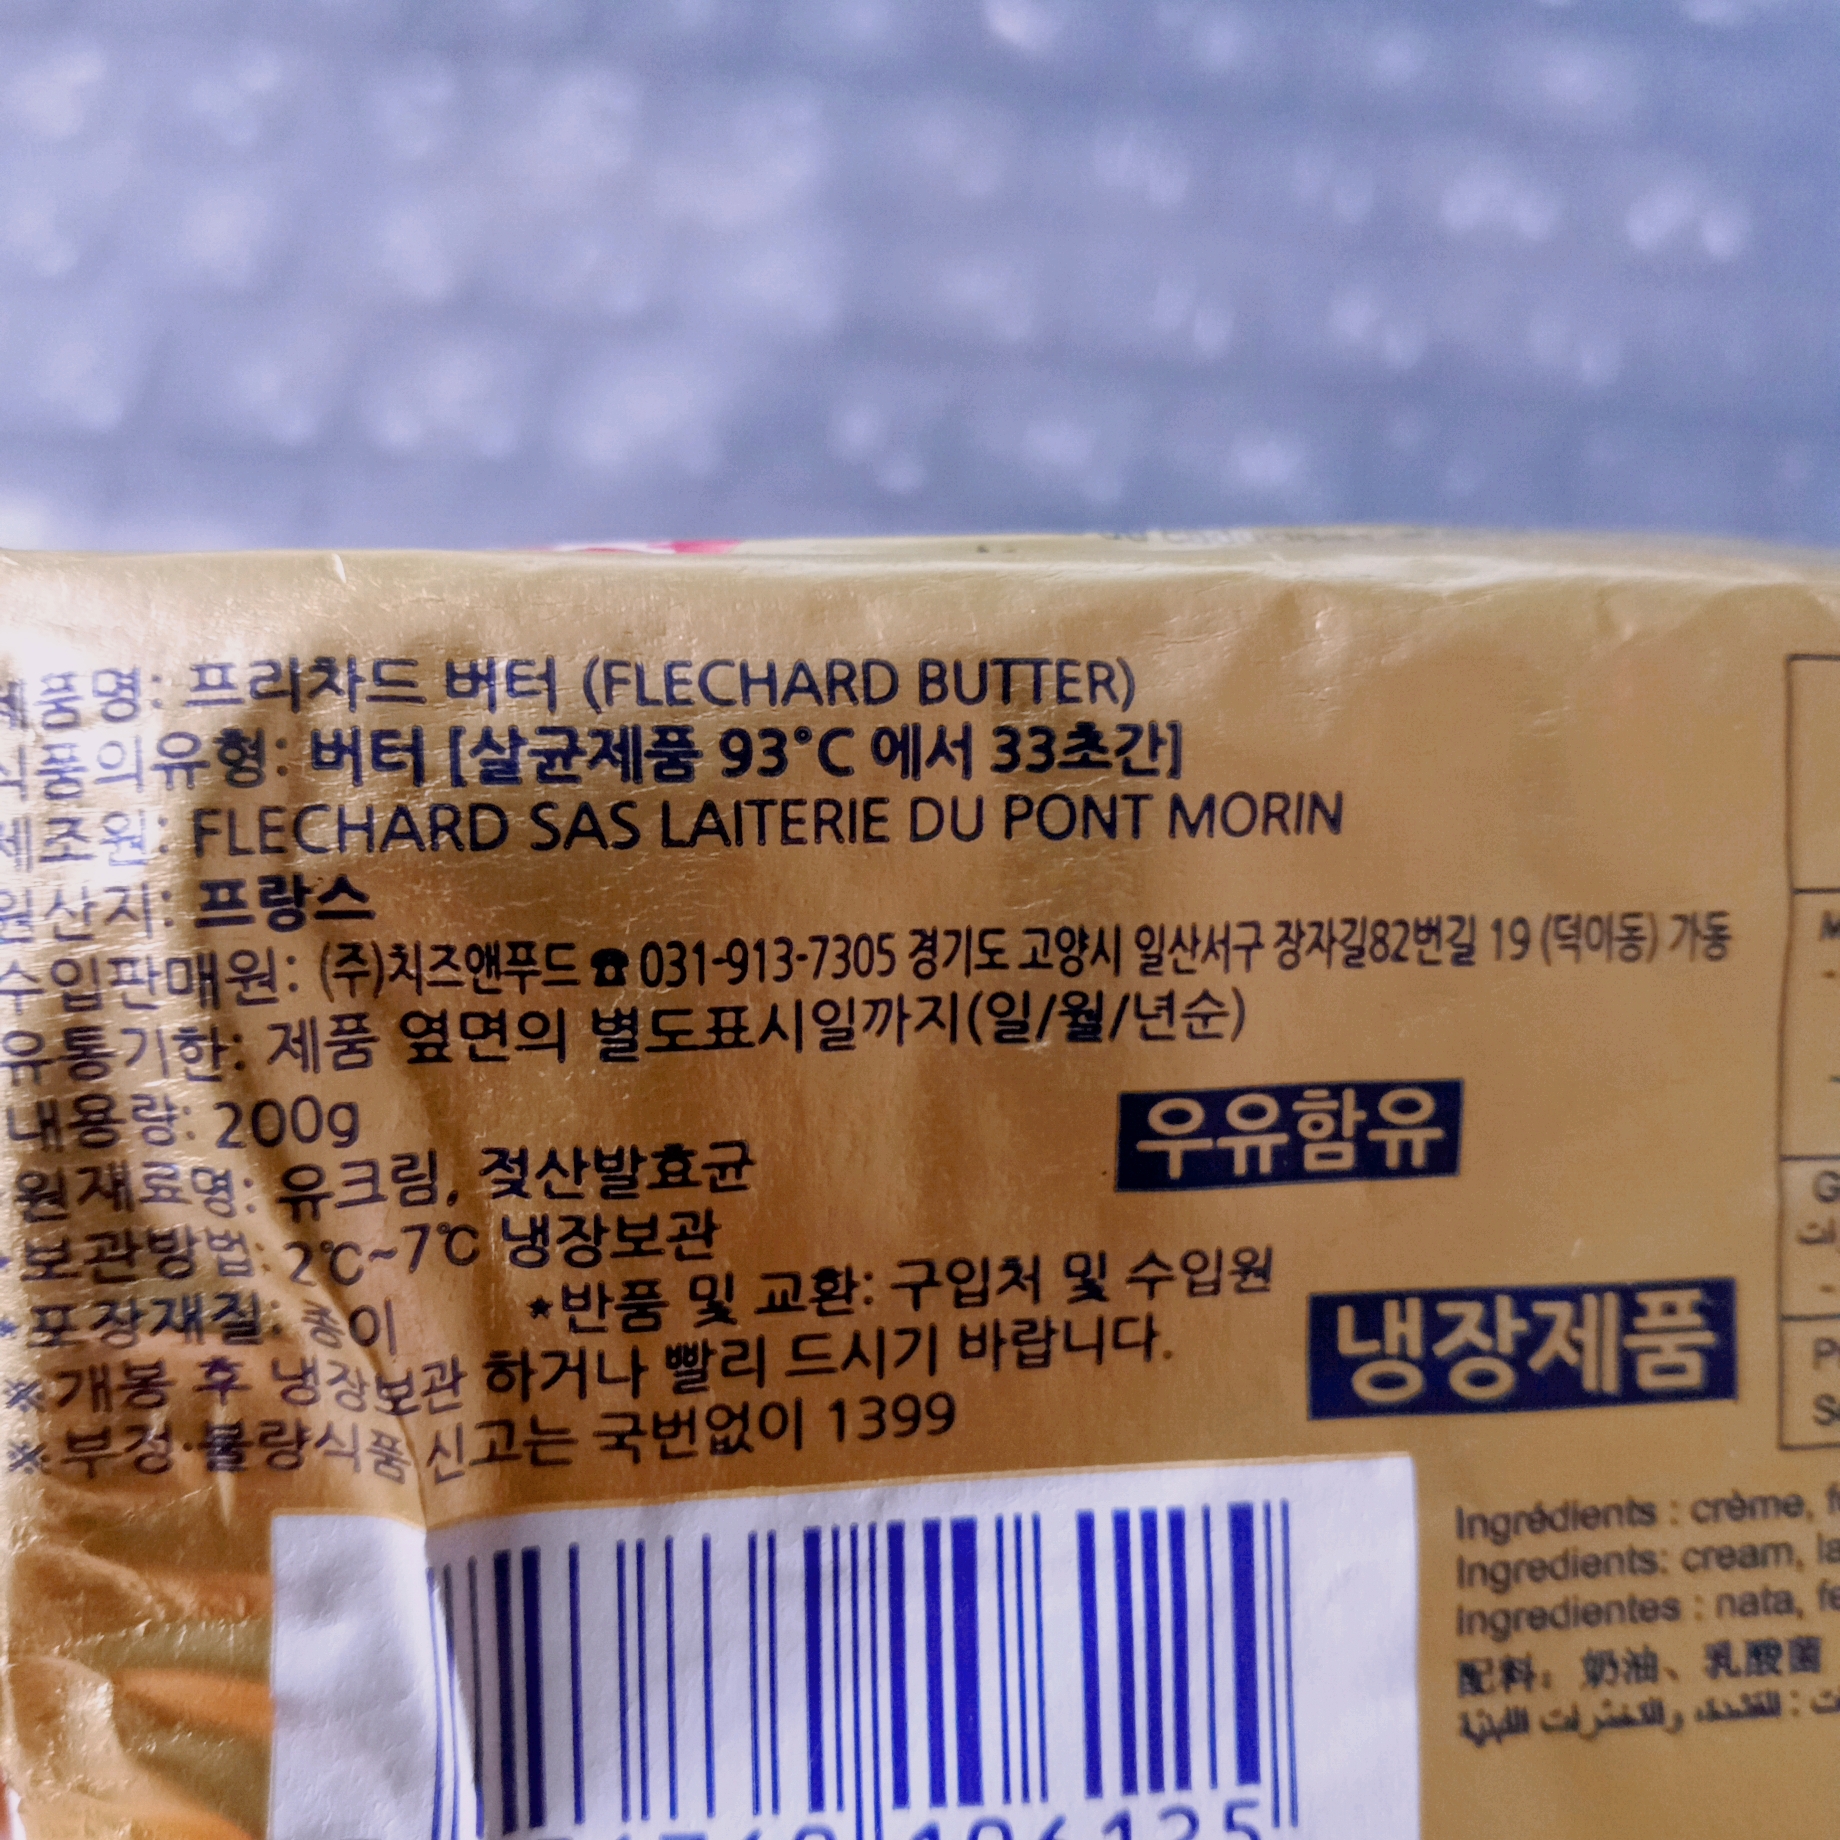 제품명: 프리차드 버터 (FLECHARD BUTTER)
식품의유형: 버터 [살균제품 93°C 에서 33초간]
제조원: FLECHARD SAS LAITERIE DU PONT MORIN
원산지: 프랑스
수입판매원: (주)치즈앤푸드 ☎ 031-913-7305 경기도 고양시 일산서구 장자길82번길 19 (덕이동) 가동
유통기한: 제품 옆면의 별도표시일까지(일/월/년순)
내용량: 200g
우유함유
원재료명: 유크림, 젖산발효균
*보관방법: 2℃~7℃ 냉장보관
*포장재질: 종이 *반품 및 교환: 구입처 및 수입원
냉장제품
※개봉 후 냉장보관 하거나 빨리 드시기 바랍니다.
※부정·불량식품 신고는 국번없이 1399
Ingrédients : crème,
Ingredients: cream,
Ingredientes : nata,
配料：奶油、乳酸菌